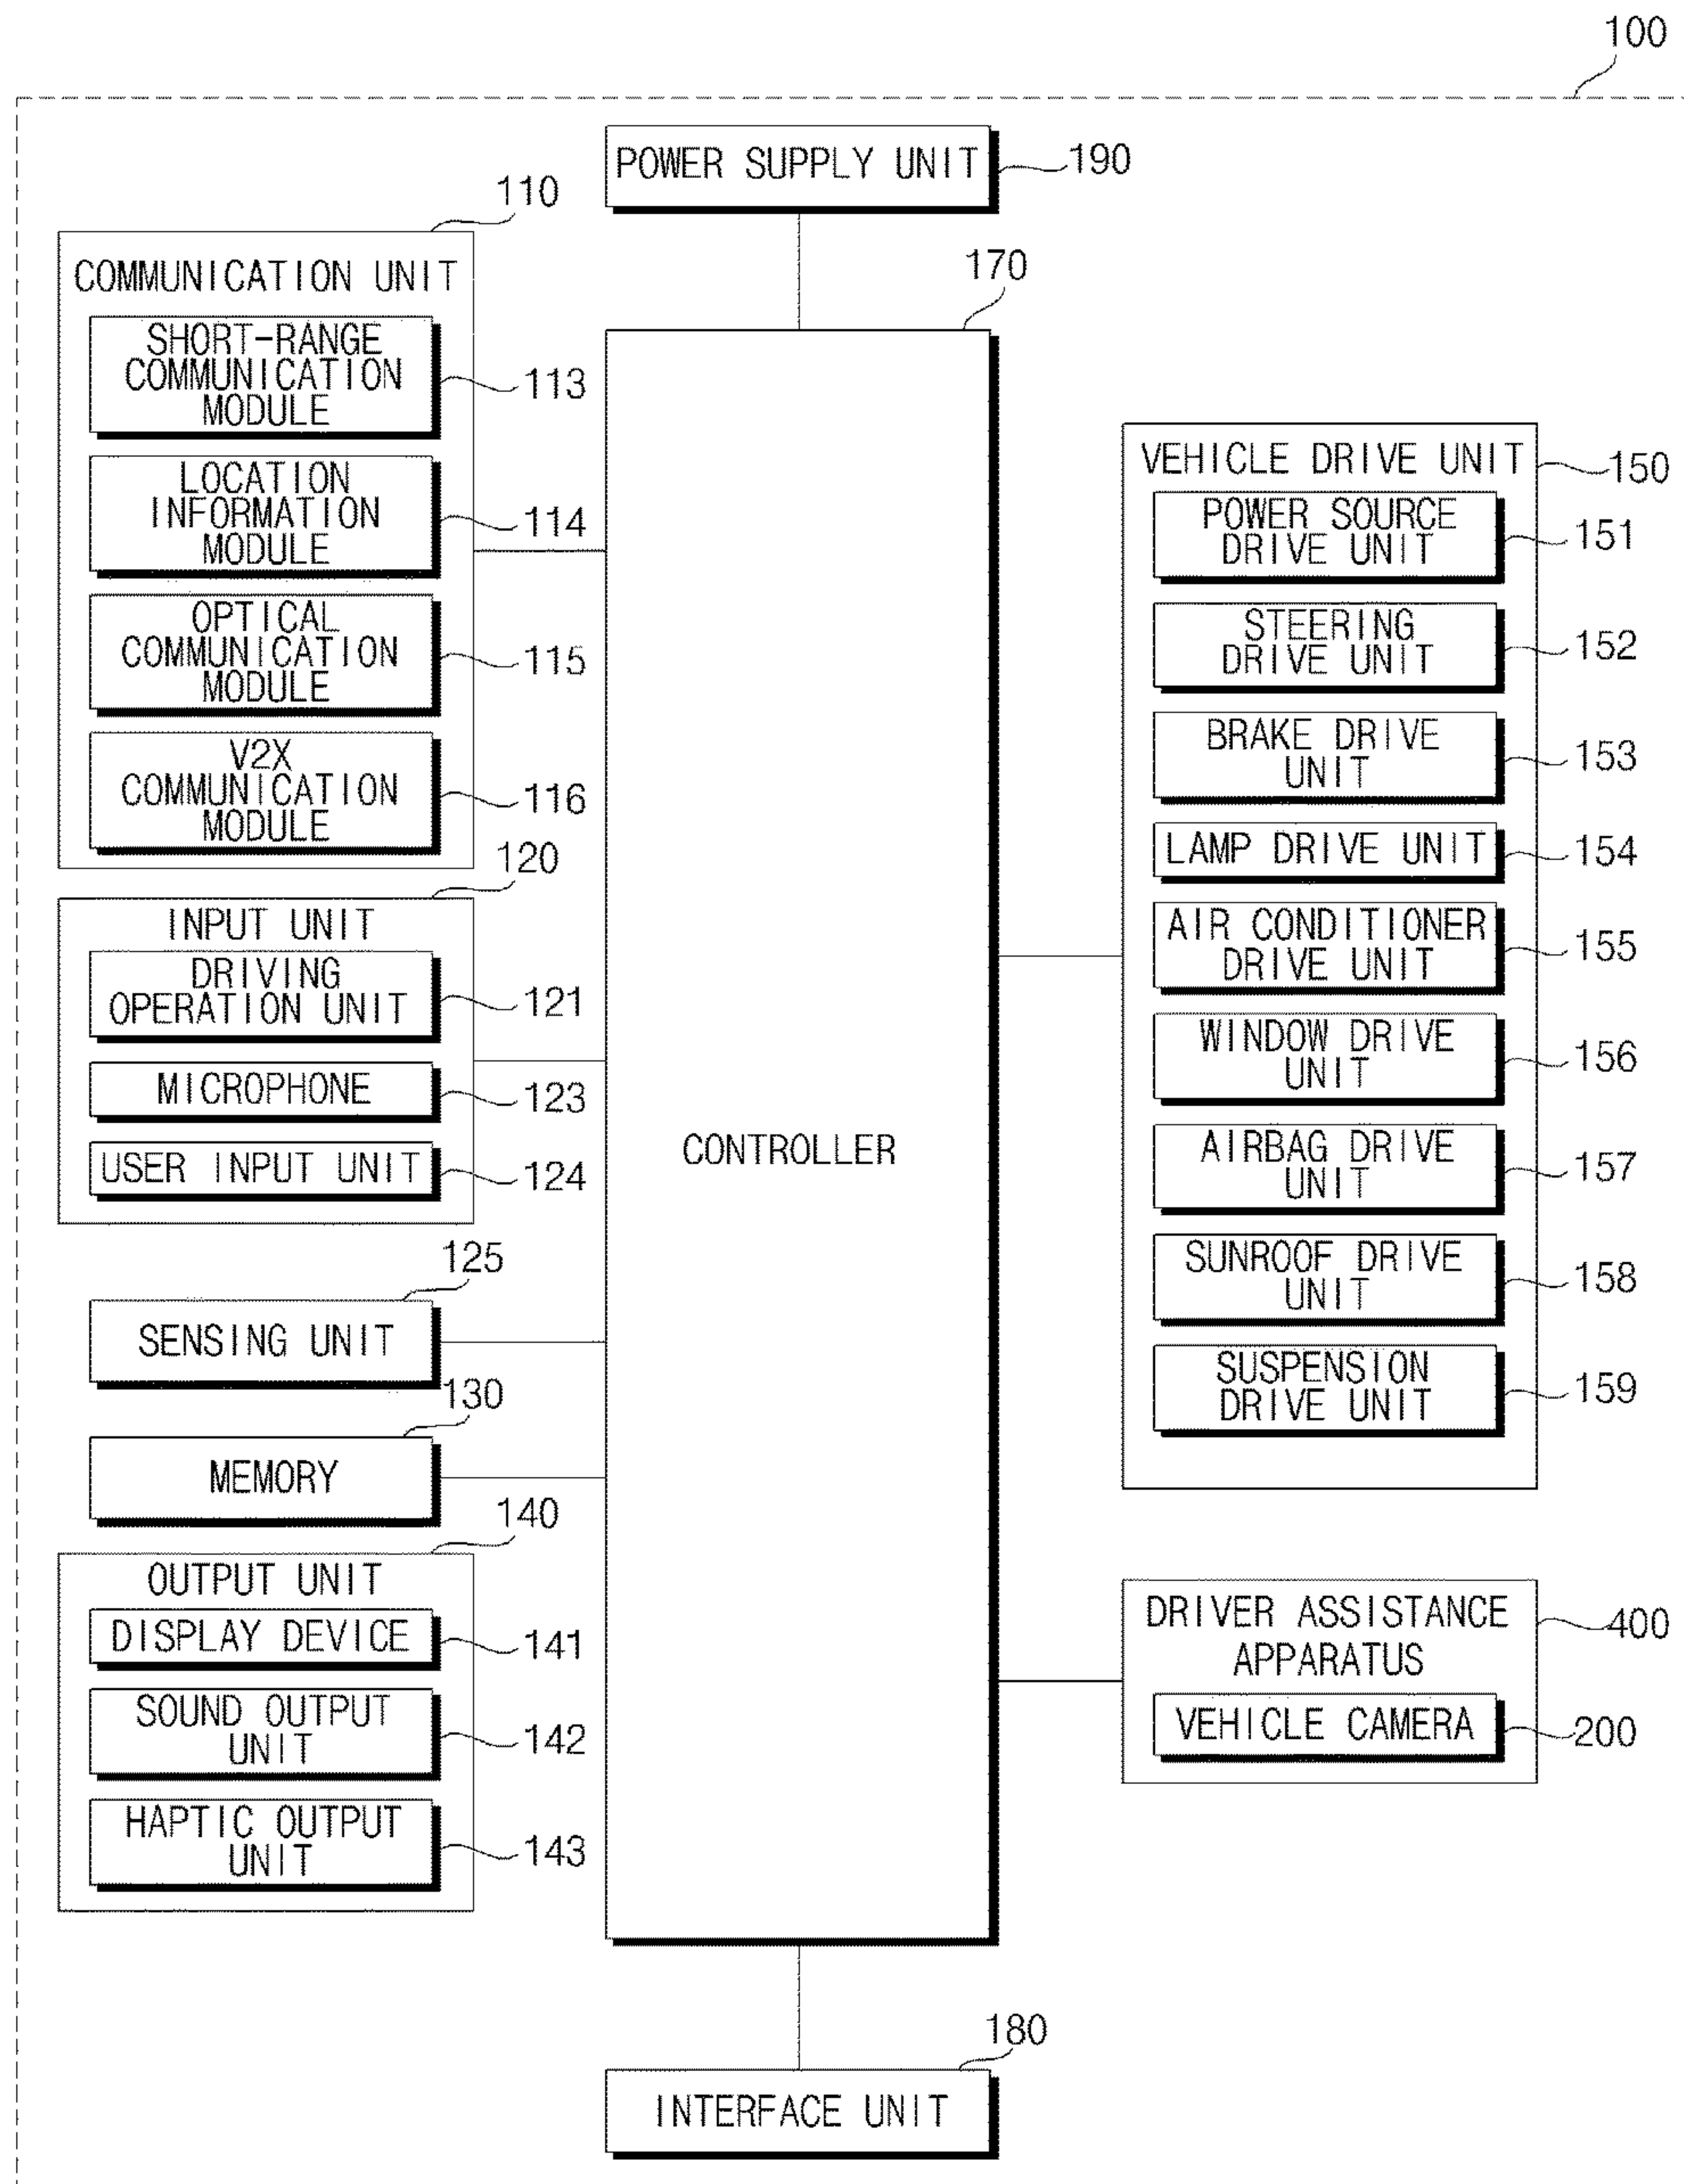 100
POWER SUPPLY UNIT
190
110
COMMUNICATION UNIT
SHORT-RANGE
COMMUNICATION
MODULE
113
LOCATION
INFORMATION
MODULE
114
OPTICAL
COMMUNICATION
MODULE
115
V2X
COMMUNICATION
MODULE
116
120
INPUT UNIT
DRIVING
OPERATION UNIT
121
MICROPHONE
123
USER INPUT UNIT
124
125
SENSING UNIT
130
MEMORY
140
OUTPUT UNIT
DISPLAY DEVICE
141
SOUND OUTPUT
UNIT
142
HAPTIC OUTPUT
UNIT
143
170
CONTROLLER
VEHICLE DRIVE UNIT
150
POWER SOURCE
DRIVE UNIT
151
STEERING
DRIVE UNIT
152
BRAKE DRIVE
UNIT
153
LAMP DRIVE UNIT
154
AIR CONDITIONER
DRIVE UNIT
155
WINDOW DRIVE
UNIT
156
AIRBAG DRIVE
UNIT
157
SUNROOF DRIVE
UNIT
158
SUSPENSION
DRIVE UNIT
159
DRIVER ASSISTANCE
APPARATUS
400
VEHICLE CAMERA
200
180
INTERFACE UNIT